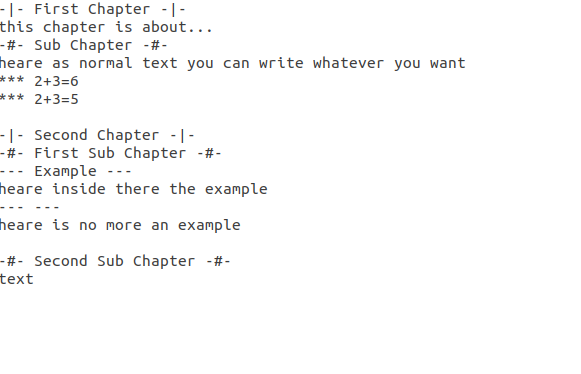 -|- First Chapter -|-
this chapter is about...
-#- Sub Chapter -#-
heare as normal text you can write whatever you want
*** 2+3=6
*** 2+3=5
-|- Second Chapter -|-
-#- First Sub Chapter -#-
--- Example ---
heare inside there the example
--- ---
heare is no more an example
-#- Second Sub Chapter -#-
text